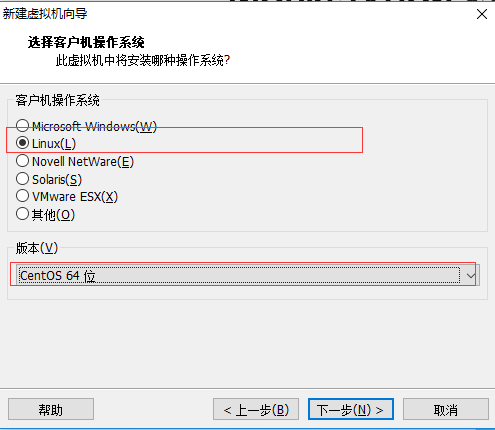 新建虚拟机向导
选择客户机操作系统
此虚拟机中将安装哪种操作系统?
客户机操作系统
Microsoft Windows(W)
Linux(L)
Novell NetWare(E)
Solaris(S)
VMware ESX(X)
其他(O)
版本(V)
CentOS 64 位
帮助
< 上一步(B)
下一步(N) >
取消